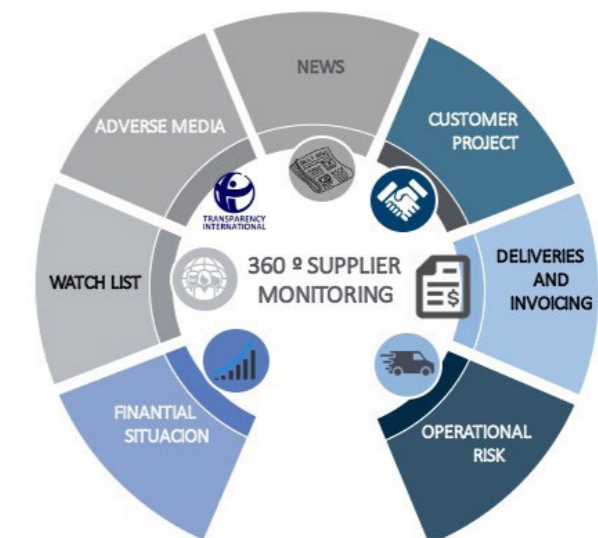 NEWS
ADVERSE MEDIA
CUSTOMER
PROJECT
TRANSPARENCY
INTERNATIONAL
WATCH LIST
360 º SUPPLIER
MONITORING
$
DELIVERIES
AND
INVOICING
FINANTIAL
SITUACION
OPERATIONAL
RISK